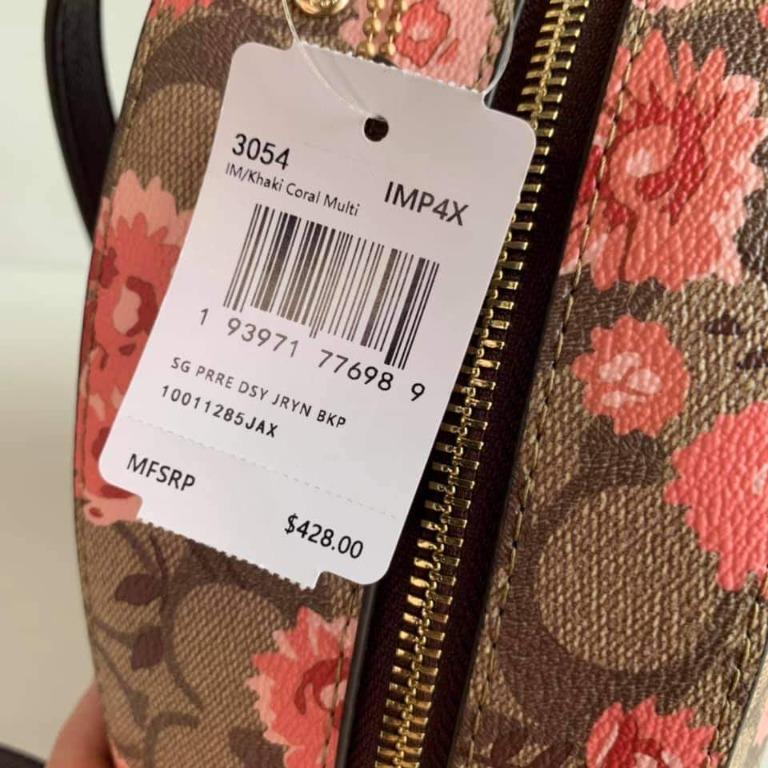 3054
IM/Khaki Coral Multi
IMP4X
1 93971 77698 9
SG PRRE DSY JRYN BKP
10011285JAX
MFSRP
$428.00